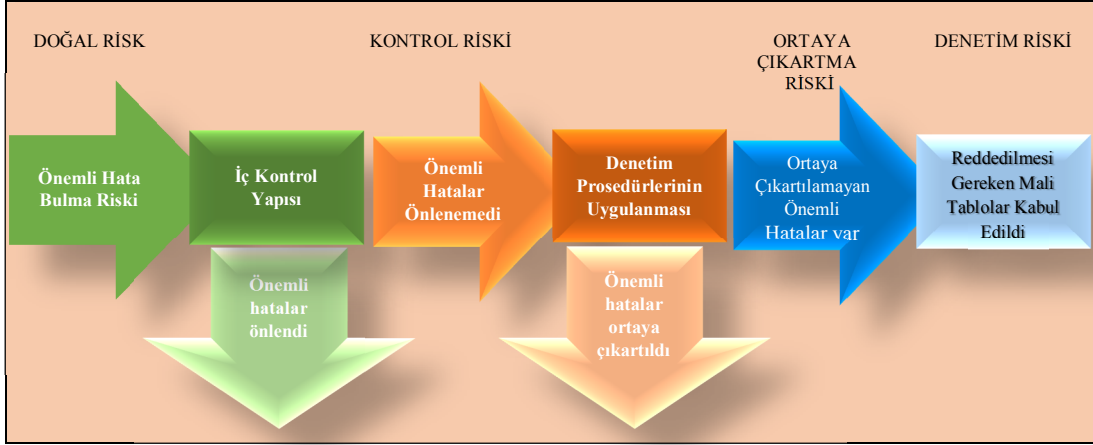 DOĞAL RİSK
KONTROL RİSKİ
ORTAYA
ÇIKARTMA
RİSKİ
DENETİM RİSKİ
Önemli Hata
Bulma Riski
İç Kontrol
Yapısı
Önemli
Hatalar
Önlenemedi
Denetim
Prosedürlerinin
Uygulanması
Ortaya
Çıkartılamayan
Önemli
Hatalar var
Reddedilmesi
Gereken Mali
Tablolar Kabul
Edildi
Önemli
hatalar
önlendi
Önemli
hatalar
ortaya
çıkartıldı